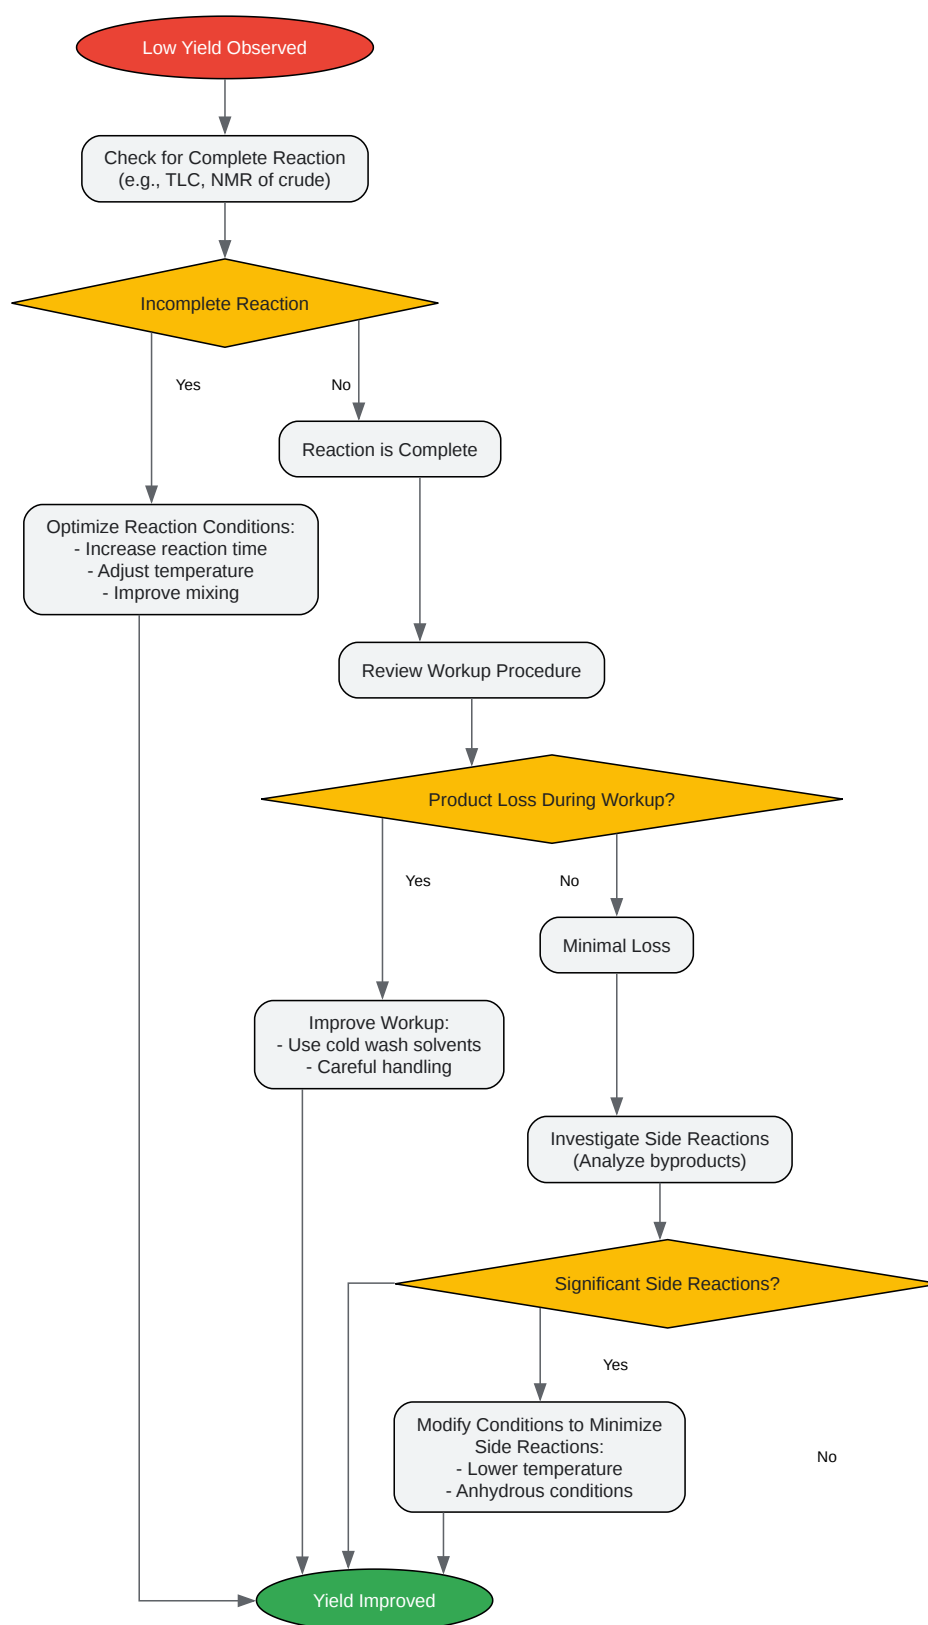 Low Yield Observed
Check for Complete Reaction
(e.g., TLC, NMR of crude)
Incomplete Reaction
Yes
No
Reaction is Complete
Optimize Reaction Conditions:
- Increase reaction time
- Adjust temperature
- Improve mixing
Review Workup Procedure
Product Loss During Workup?
Yes
No
Minimal Loss
Improve Workup:
- Use cold wash solvents
- Careful handling
Investigate Side Reactions
(Analyze byproducts)
Significant Side Reactions?
Yes
Modify Conditions to Minimize
Side Reactions:
- Lower temperature
- Anhydrous conditions
No
Yield Improved